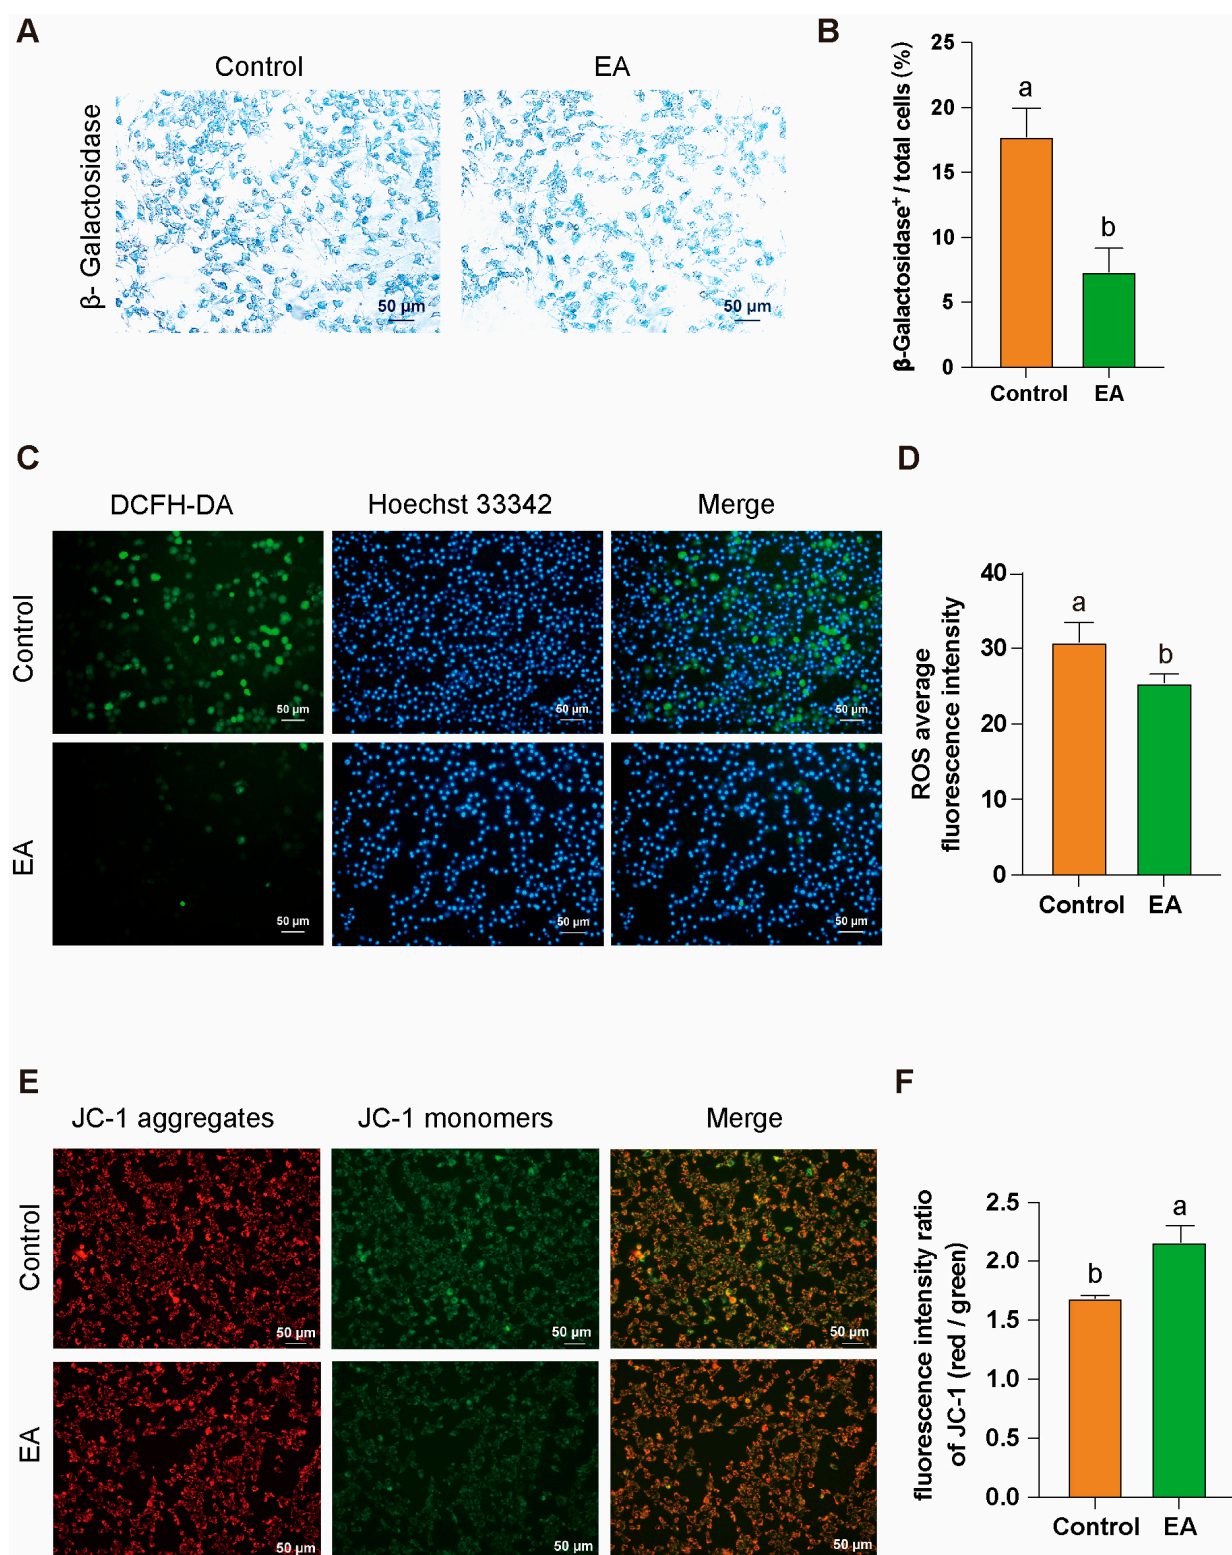 A
Control
EA
β- Galactosidase
50 µm
50 µm
B
β-Galactosidase⁺ / total cells (%)
25
20
15
10
5
0
a
b
Control
EA
C
DCFH-DA
Hoechst 33342
Merge
Control
50 µm
50 µm
50 µm
EA
50 µm
50 µm
50 µm
D
ROS average
fluorescence intensity
40
30
20
10
0
a
b
Control
EA
E
JC-1 aggregates
JC-1 monomers
Merge
Control
50 µm
50 µm
50 µm
EA
50 µm
50 µm
50 µm
F
fluorescence intensity ratio
of JC-1 (red / green)
2.5
2.0
1.5
1.0
0.5
0.0
b
a
Control
EA